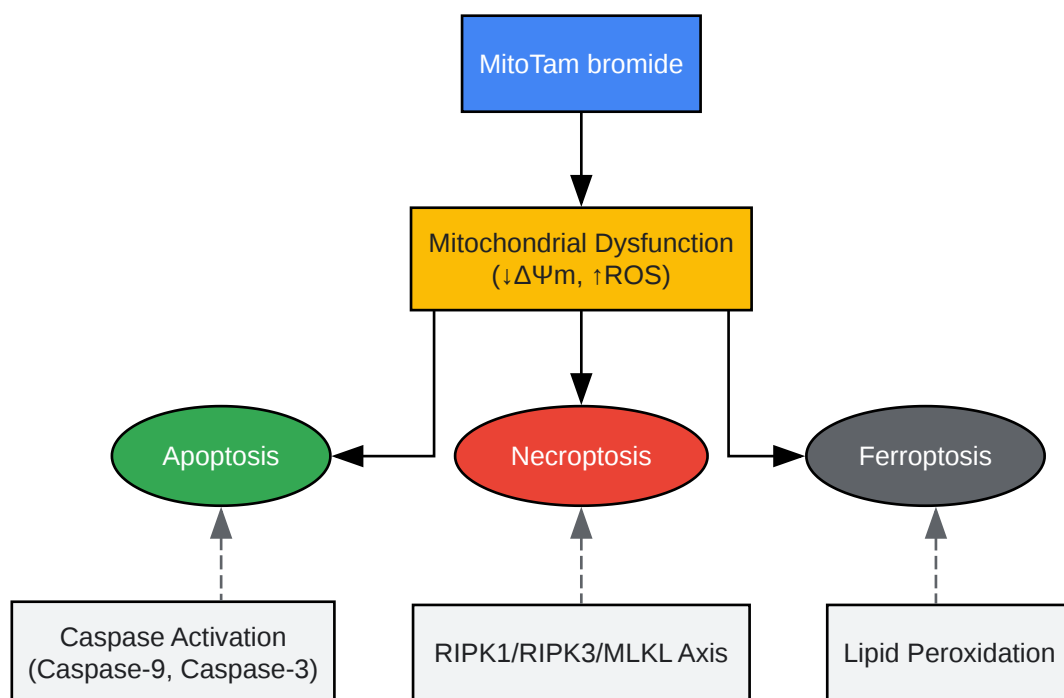 MitoTam bromide
Mitochondrial Dysfunction
(↓ΔΨm, ↑ROS)
Apoptosis
Necroptosis
Ferroptosis
Caspase Activation
(Caspase-9, Caspase-3)
RIPK1/RIPK3/MLKL Axis
Lipid Peroxidation